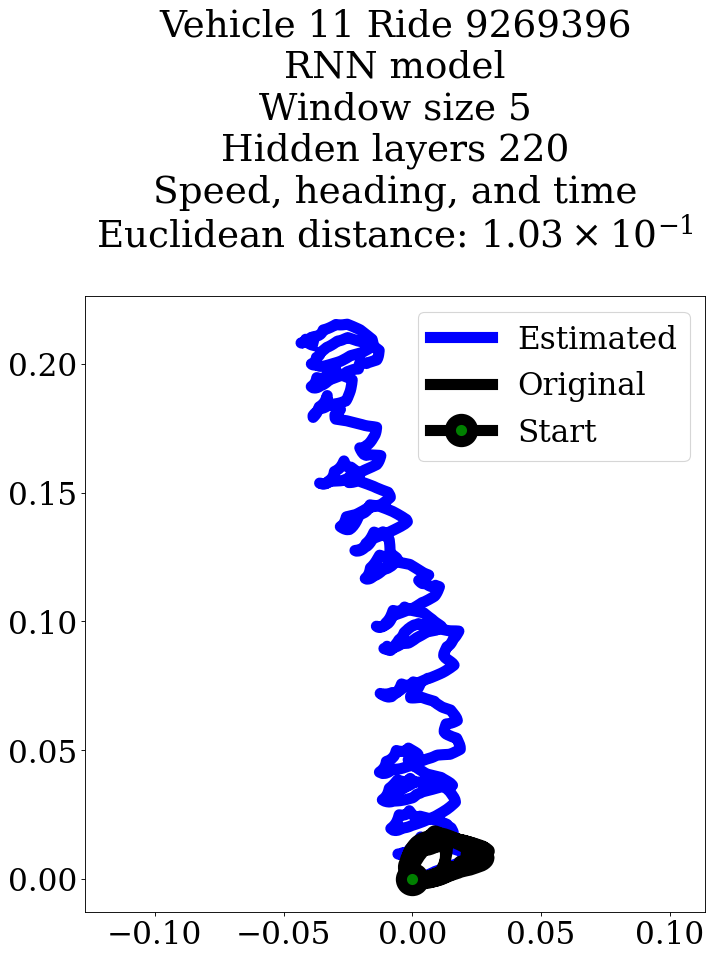 Vehicle 11 Ride 9269396
RNN model
Window size 5
Hidden layers 220
Speed, heading, and time
Euclidean distance: 1.03 × 10⁻¹
Estimated
Original
Start
0.20
0.15
0.10
0.05
0.00
−0.10 −0.05 0.00 0.05 0.10